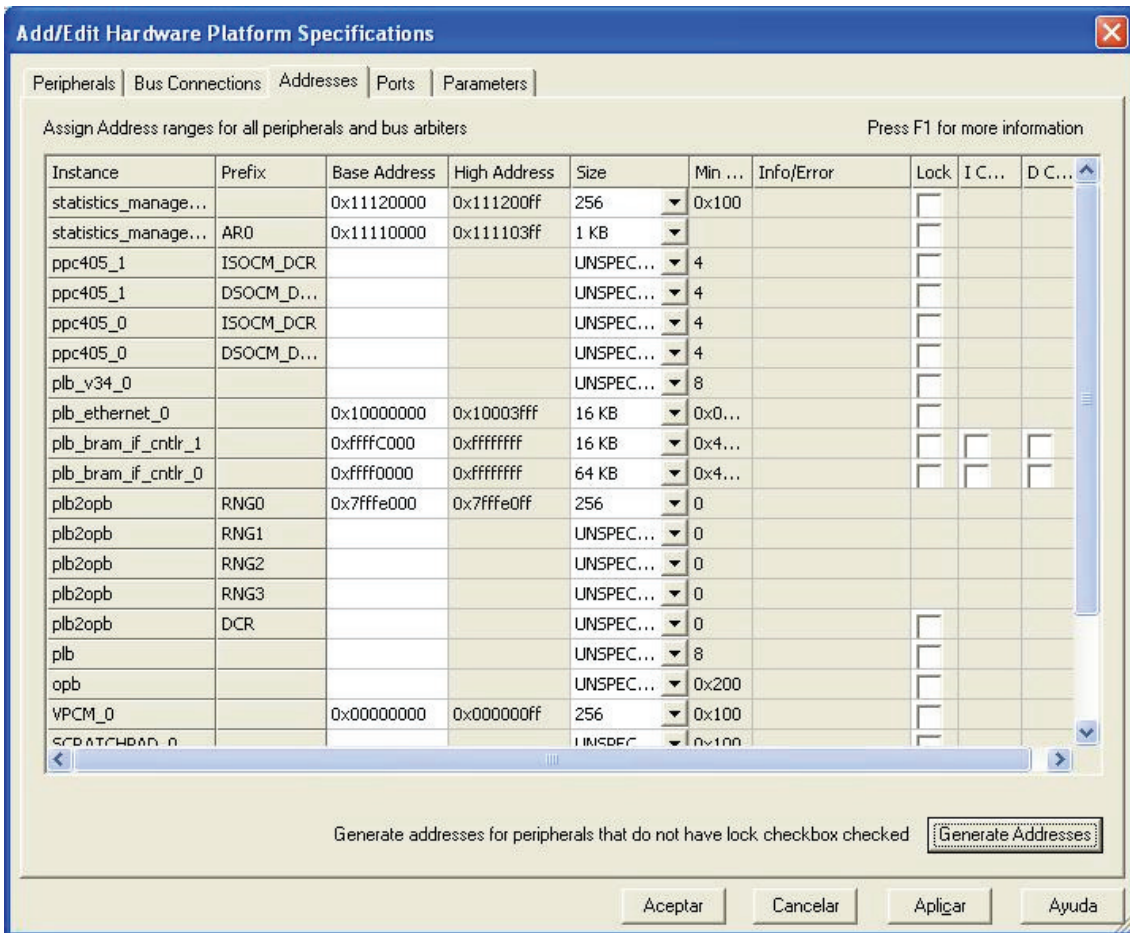 Add/Edit Hardware Platform Specifications
Peripherals Bus Connections Addresses Ports Parameters
Assign Address ranges for all peripherals and bus arbiters Press F1 for more information
Instance Prefix Base Address High Address Size Min ... Info/Error Lock I C... D C...
statistics_manage... 0x11120000 0x111200ff 256 0x100
statistics_manage... AR0 0x11110000 0x111103ff 1 KB
ppc405_1 ISOCM_DCR UNSPEC... 4
ppc405_1 DSOCM_D... UNSPEC... 4
ppc405_0 ISOCM_DCR UNSPEC... 4
ppc405_0 DSOCM_D... UNSPEC... 4
plb_v34_0 UNSPEC... 8
plb_ethernet_0 0x10000000 0x10003fff 16 KB 0x0...
plb_bram_if_cntlr_1 0xffffC000 0xffffffff 16 KB 0x4...
plb_bram_if_cntlr_0 0xffff0000 0xffffffff 64 KB 0x4...
plb2opb RNG0 0x7fffe000 0x7fffe0ff 256 0
plb2opb RNG1 UNSPEC... 0
plb2opb RNG2 UNSPEC... 0
plb2opb RNG3 UNSPEC... 0
plb2opb DCR UNSPEC... 0
plb UNSPEC... 8
opb UNSPEC... 0x200
VPCM_0 0x00000000 0x000000ff 256 0x100
SCRATCHPAD_0 UNSPEC 0x100
Generate addresses for peripherals that do not have lock checkbox checked Generate Addresses
Aceptar Cancelar Aplicar Ayuda